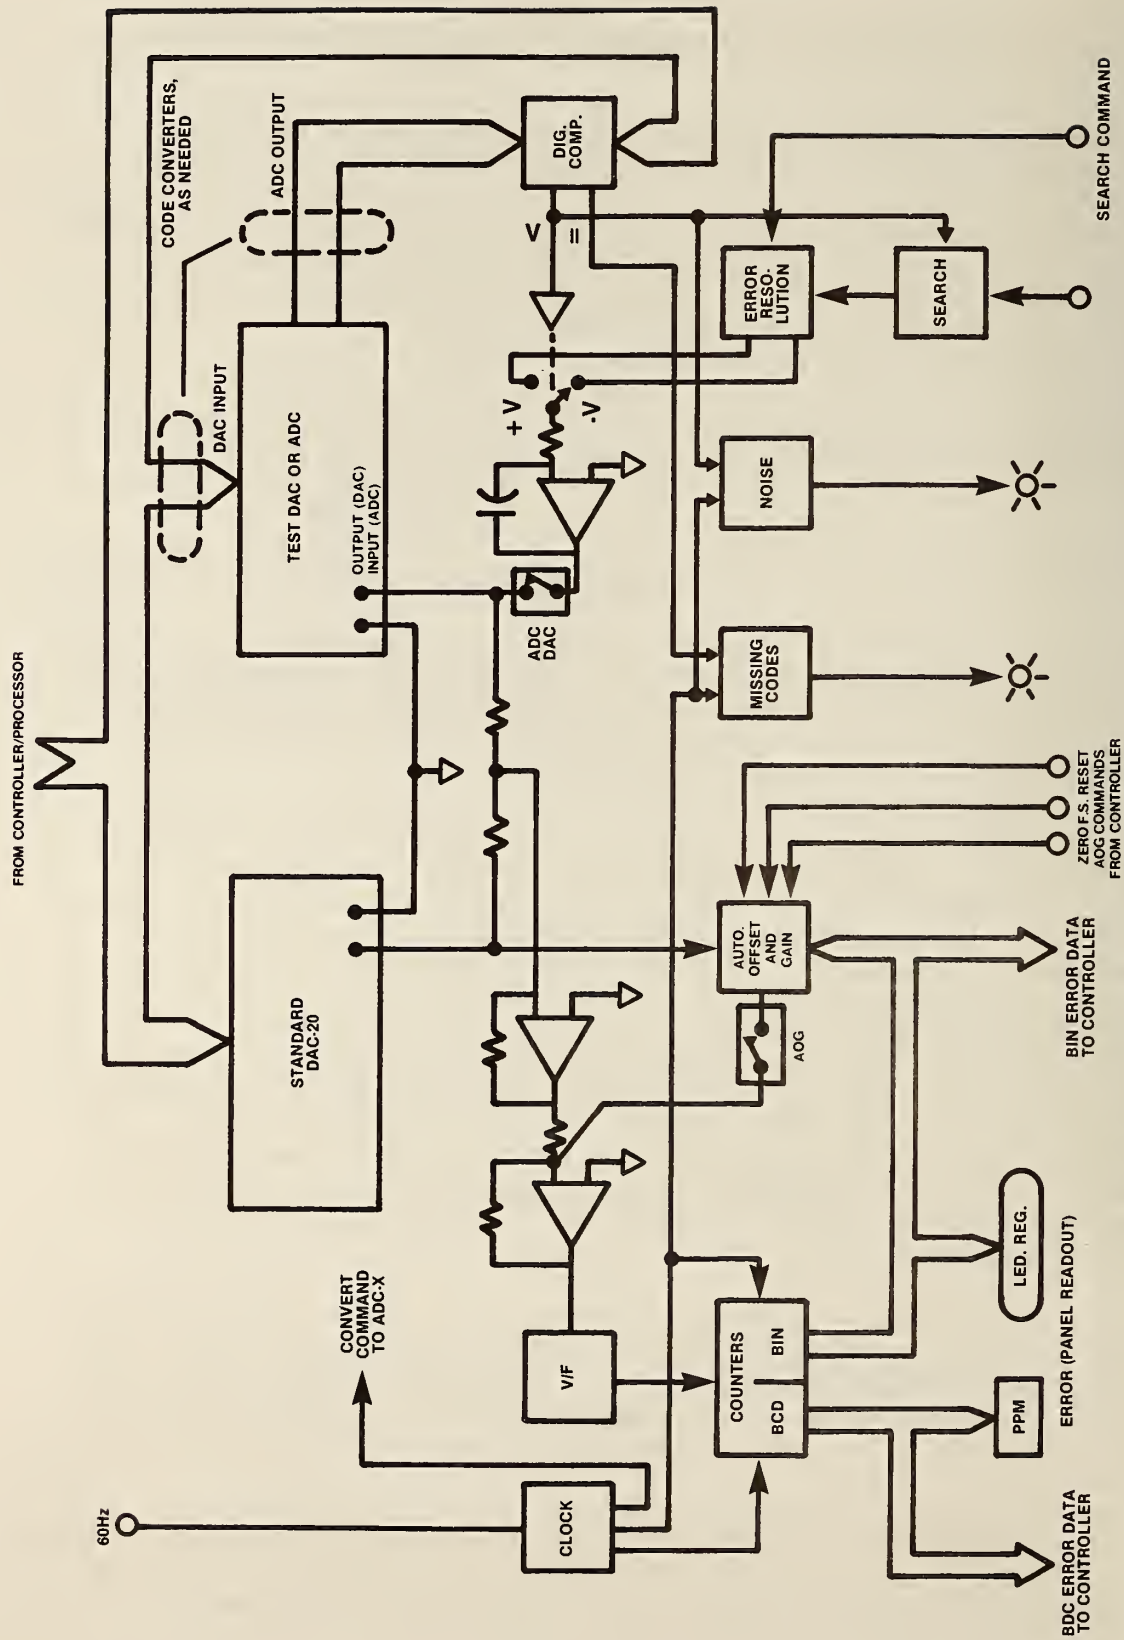 FROM CONTROLLER/PROCESSOR
60Hz
CONVERT
COMMAND
TO ADC-X
STANDARD
DAC-20
CODE CONVERTERS,
AS NEEDED
DAC INPUT
ADC OUTPUT
TEST DAC OR ADC
OUTPUT (DAC)
INPUT (ADC)
DIG.
COMP.
V
=
+ V
-V
ADC
DAC
CLOCK
V/F
COUNTERS
BCD
BIN
AUTO.
OFFSET
AND
GAIN
AOG
MISSING
CODES
NOISE
ERROR
RESO-
LUTION
SEARCH
SEARCH COMMAND
ZERO F.S. RESET
AOG COMMANDS
FROM CONTROLLER
PPM
LED. REG.
ERROR (PANEL READOUT)
BDC ERROR DATA
TO CONTROLLER
BIN ERROR DATA
TO CONTROLLER